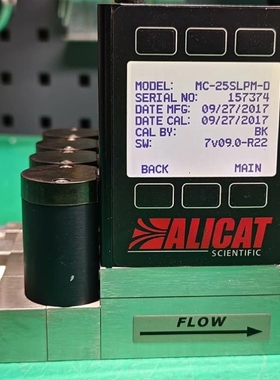 MODEL: MC-25SLPM-D
SERIAL NO: 157374
DATE MFG: 09/27/2017
DATE CAL: 09/27/2017
CAL BY: BK
SW: 7v09.0-R22
BACK MAIN
ALICAT
SCIENTIFIC
FLOW